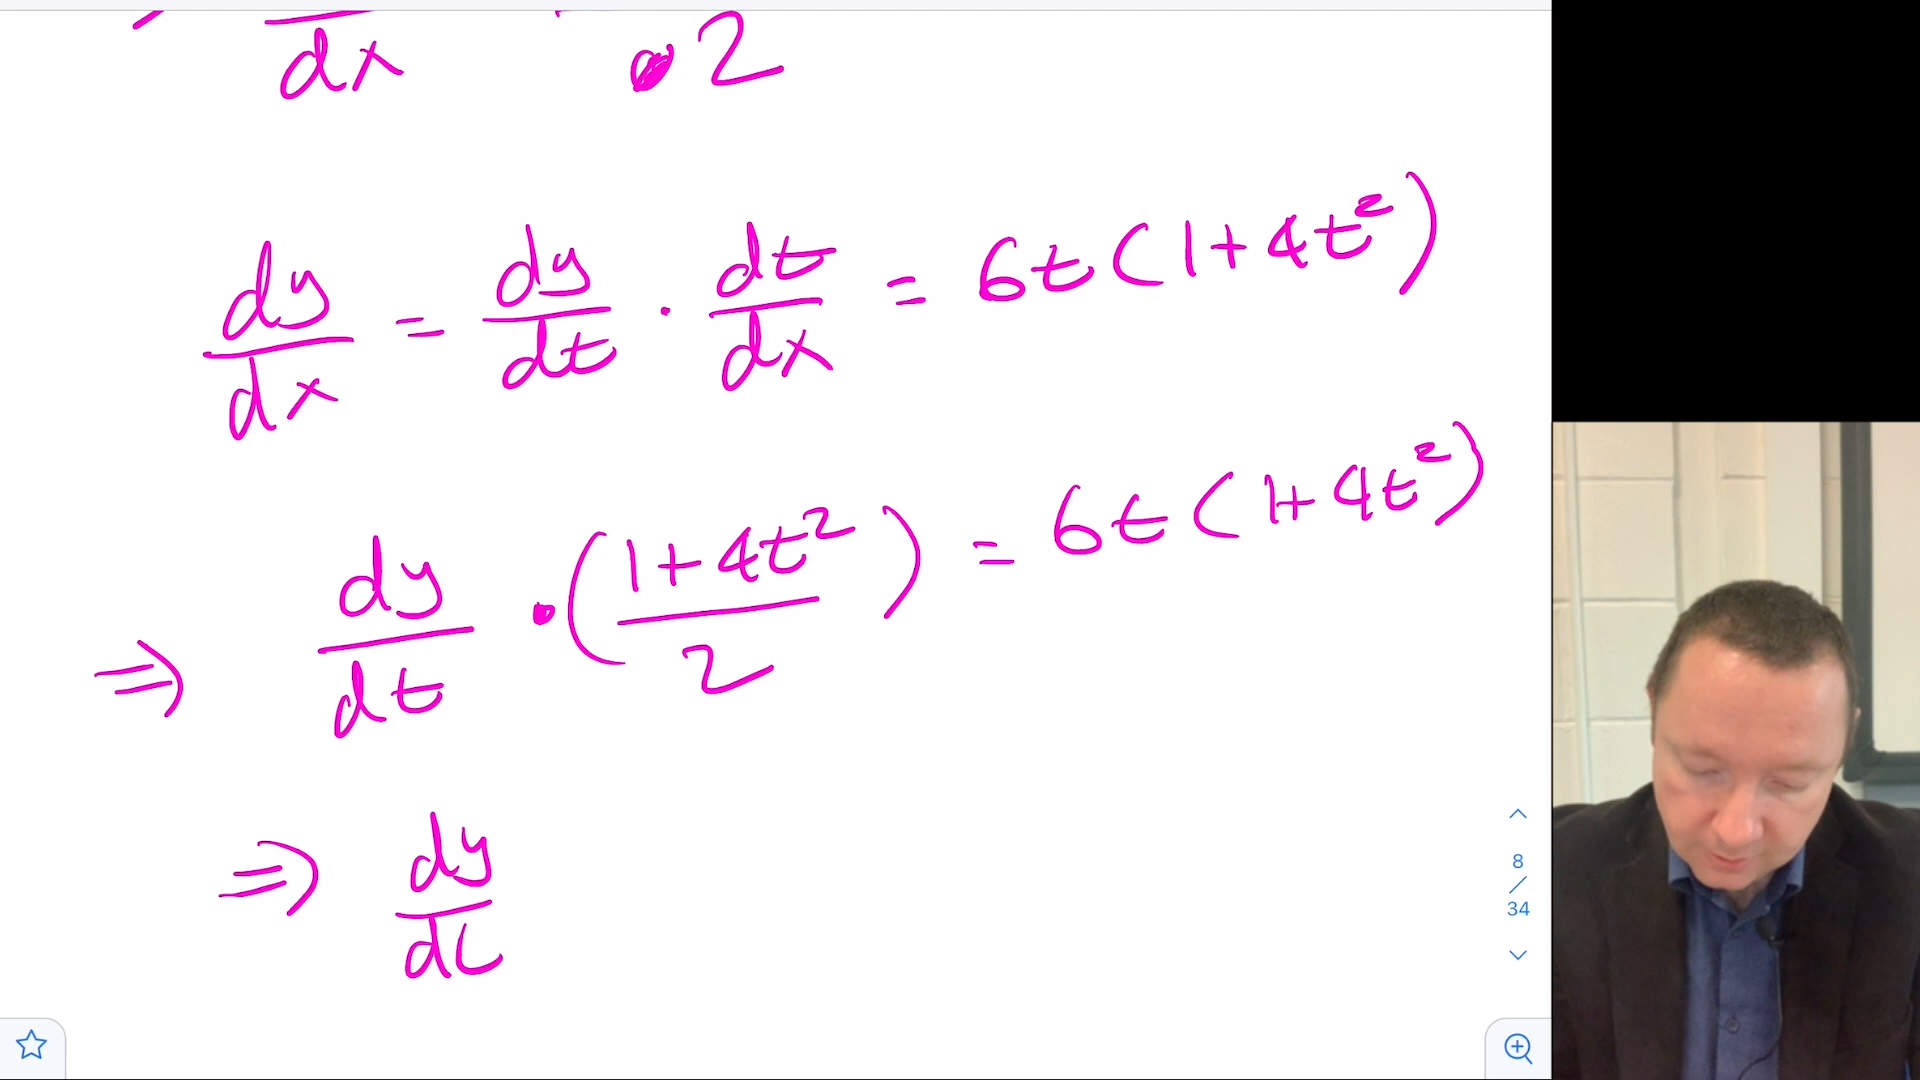 dx 2
dy/dx = dy/dt · dt/dx = 6t(1+4t²)
⇒ dy/dt · (1+4t²/2) = 6t(1+4t²)
⇒ dy/d
8
/
34